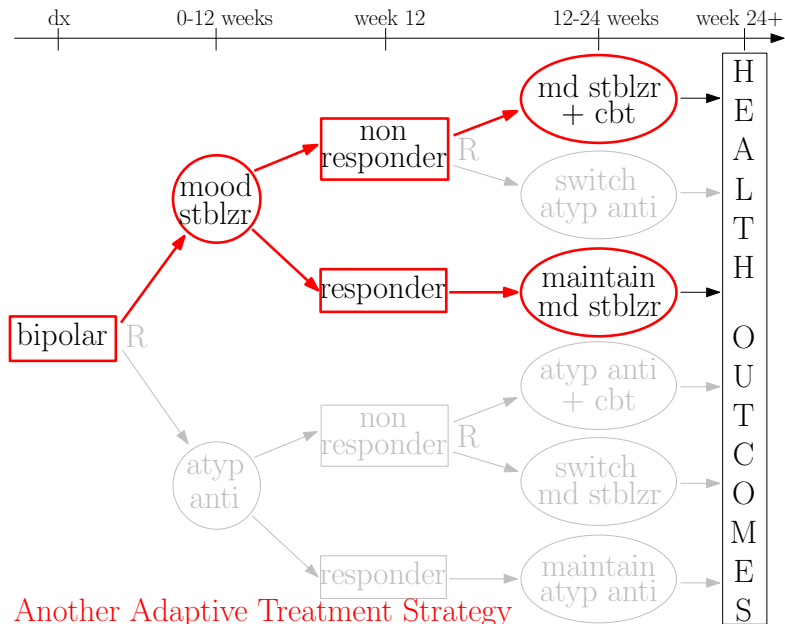 dx
0-12 weeks
week 12
12-24 weeks
week 24+
md stblzr
+ cbt
non
responder
R
mood
stblzr
switch
atyp anti
responder
maintain
md stblzr
bipolar
R
atyp anti
+ cbt
non
responder
R
atyp
anti
switch
md stblzr
responder
maintain
atyp anti
H
E
A
L
T
H
O
U
T
C
O
M
E
S
Another Adaptive Treatment Strategy